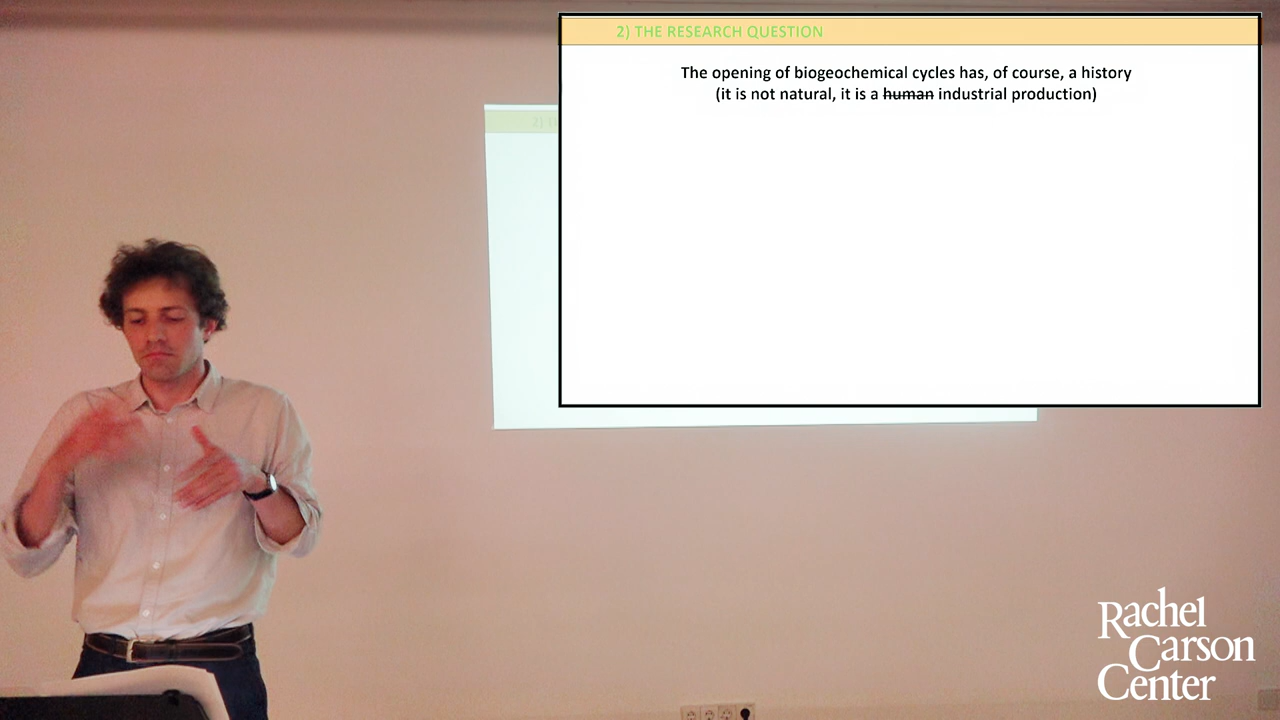 2) THE RESEARCH QUESTION
The opening of biogeochemical cycles has, of course, a history
(it is not natural, it is a human industrial production)
2) T
Rachel
Carson
Center